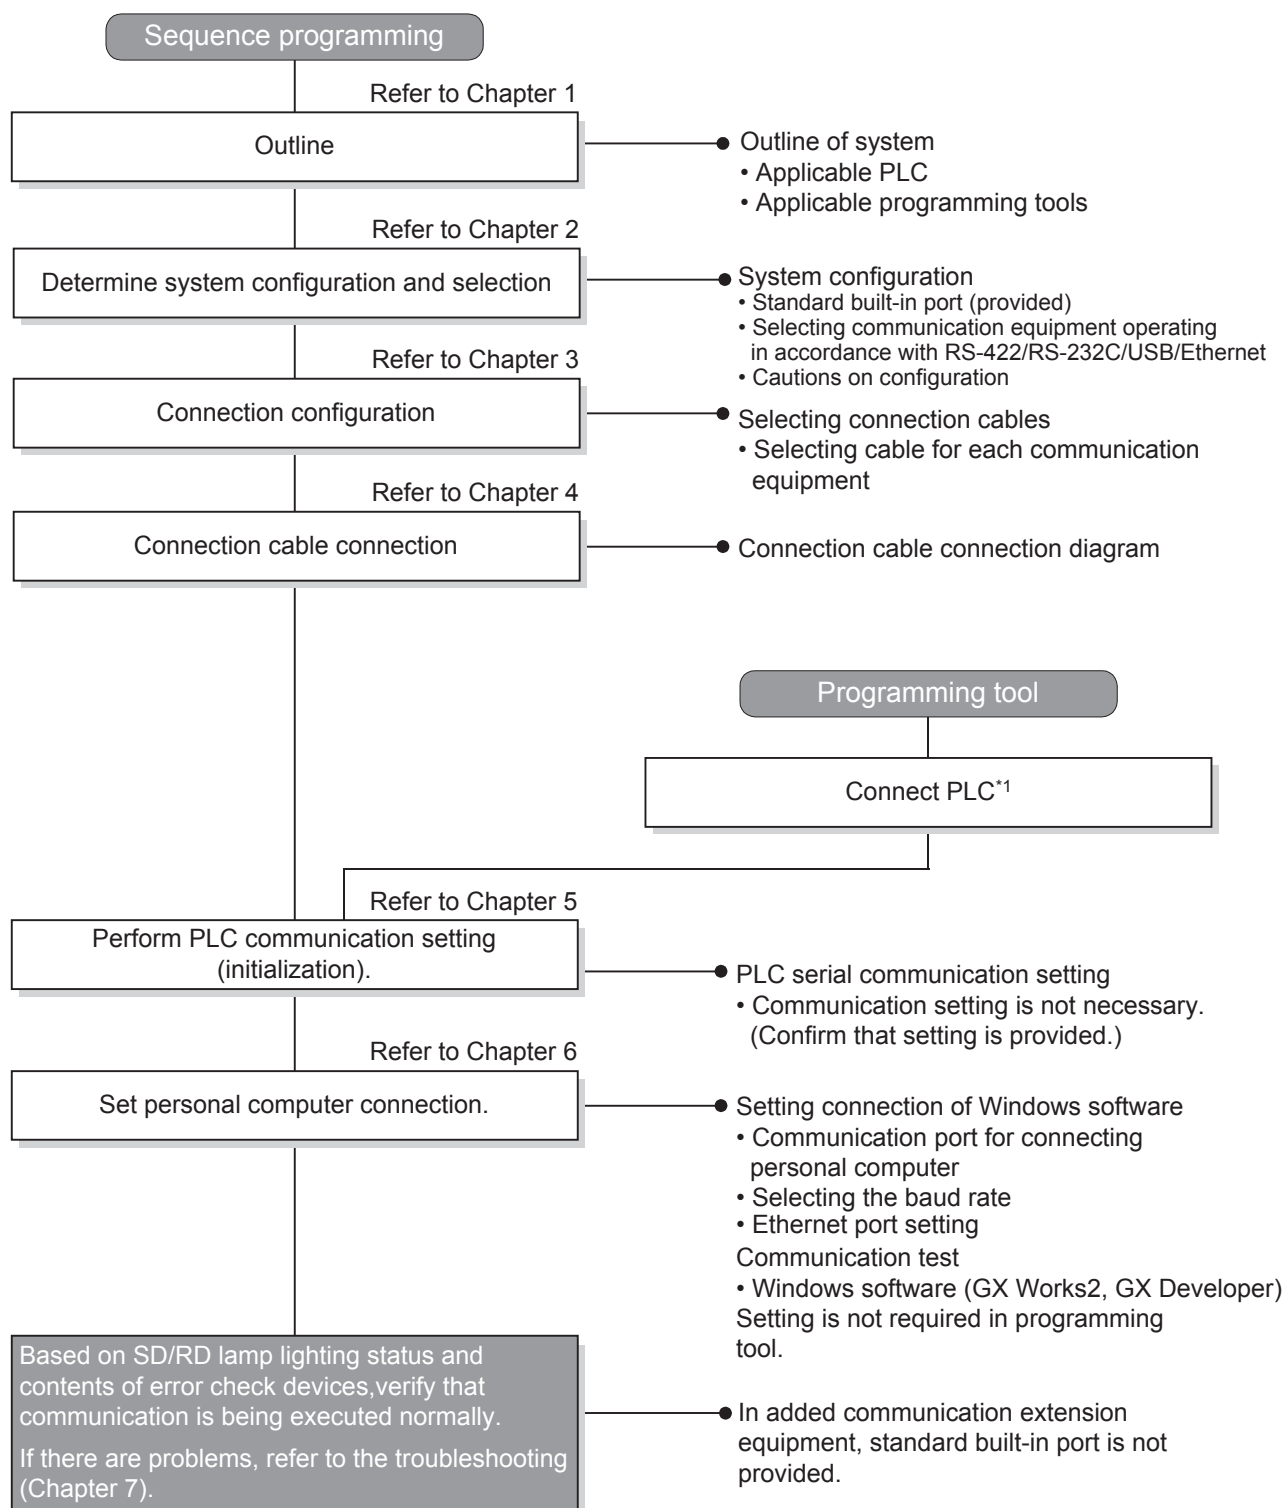 Sequence programming
Refer to Chapter 1
Outline
Outline of system
• Applicable PLC
• Applicable programming tools
Refer to Chapter 2
Determine system configuration and selection
System configuration
• Standard built-in port (provided)
• Selecting communication equipment operating
in accordance with RS-422/RS-232C/USB/Ethernet
• Cautions on configuration
Refer to Chapter 3
Connection configuration
Selecting connection cables
• Selecting cable for each communication
equipment
Refer to Chapter 4
Connection cable connection
Connection cable connection diagram
Programming tool
Connect PLC*1
Refer to Chapter 5
Perform PLC communication setting
(initialization).
PLC serial communication setting
• Communication setting is not necessary.
(Confirm that setting is provided.)
Refer to Chapter 6
Set personal computer connection.
Setting connection of Windows software
• Communication port for connecting
personal computer
• Selecting the baud rate
• Ethernet port setting
Communication test
• Windows software (GX Works2, GX Developer)
Setting is not required in programming
tool.
Based on SD/RD lamp lighting status and
contents of error check devices,verify that
communication is being executed normally.
If there are problems, refer to the troubleshooting
(Chapter 7).
In added communication extension
equipment, standard built-in port is not
provided.